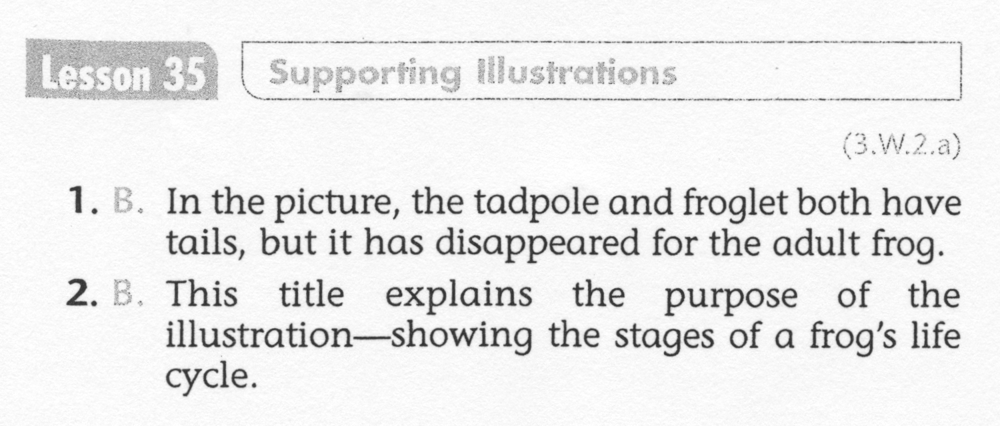 Lesson 35 Supporting Illustrations
(3.W.2.a)
1. B. In the picture, the tadpole and froglet both have
tails, but it has disappeared for the adult frog.
2. B. This title explains the purpose of the
illustration—showing the stages of a frog's life
cycle.